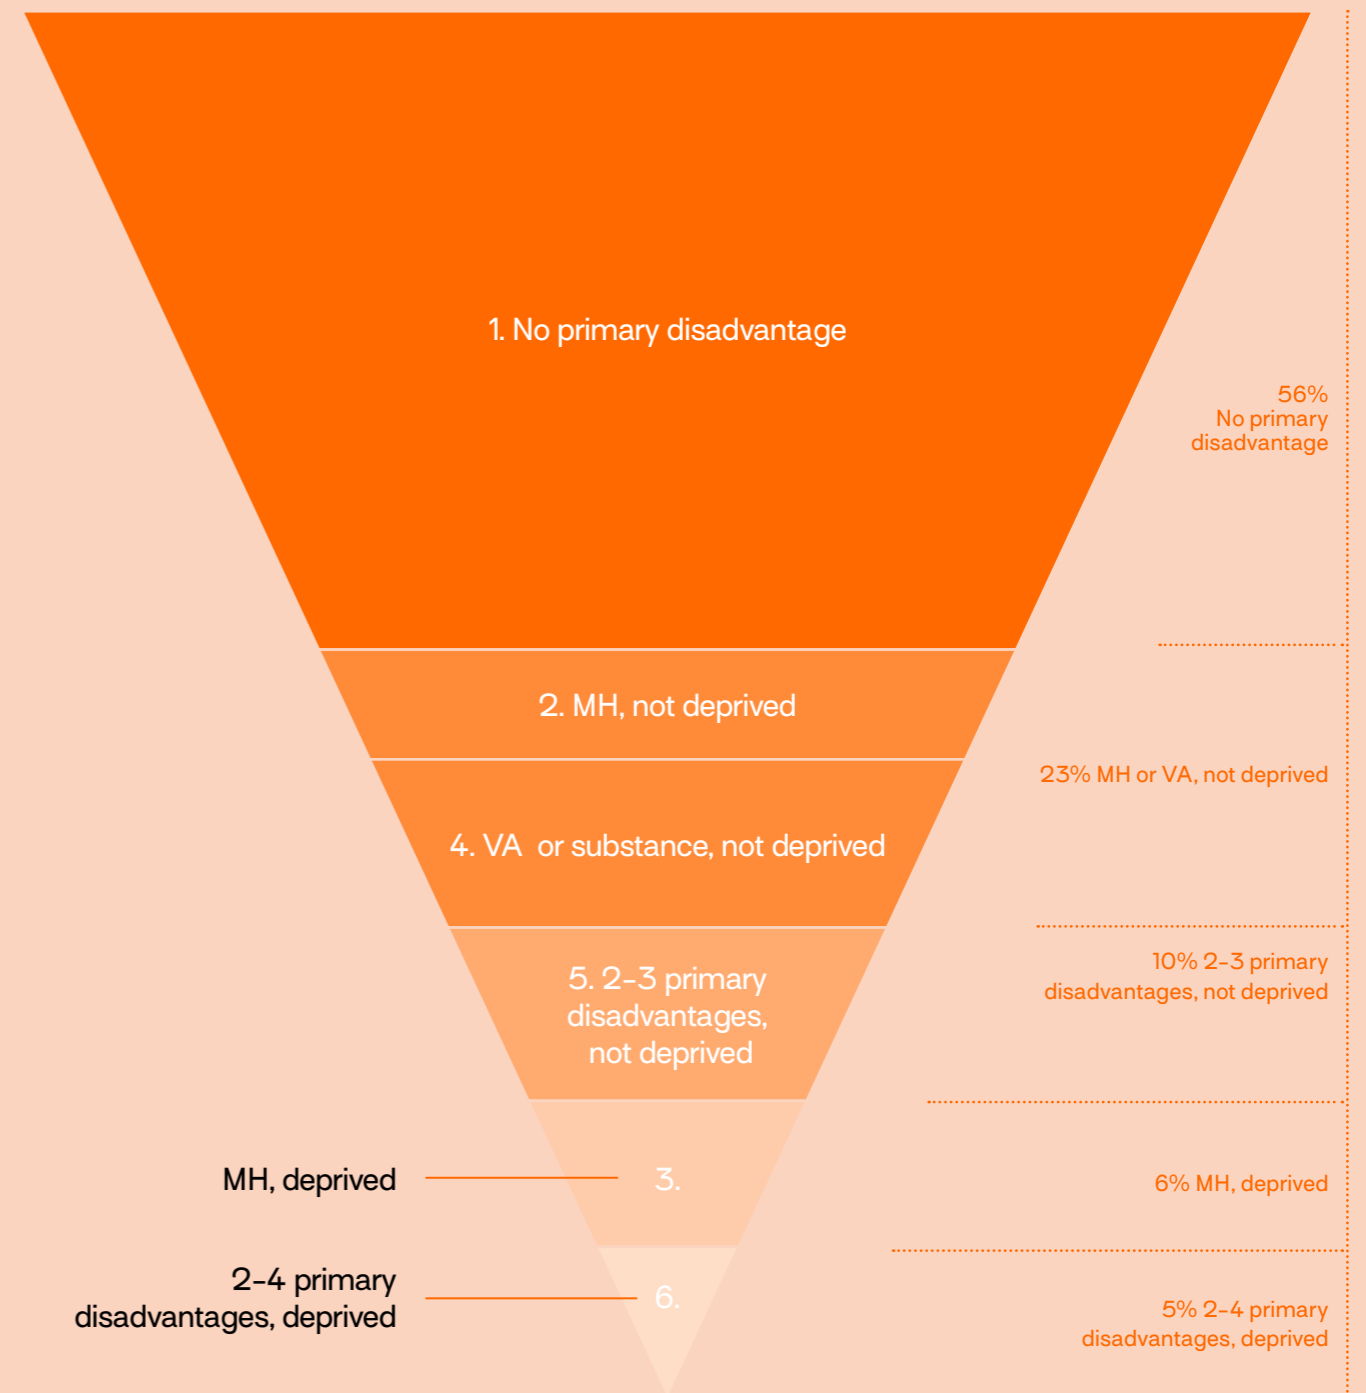 1. No primary disadvantage
56%
No primary
disadvantage
2. MH, not deprived
23% MH or VA, not deprived
4. VA or substance, not deprived
10% 2-3 primary
disadvantages, not deprived
5. 2-3 primary
disadvantages,
not deprived
MH, deprived
3.
6% MH, deprived
2-4 primary
disadvantages, deprived
6.
5% 2-4 primary
disadvantages, deprived